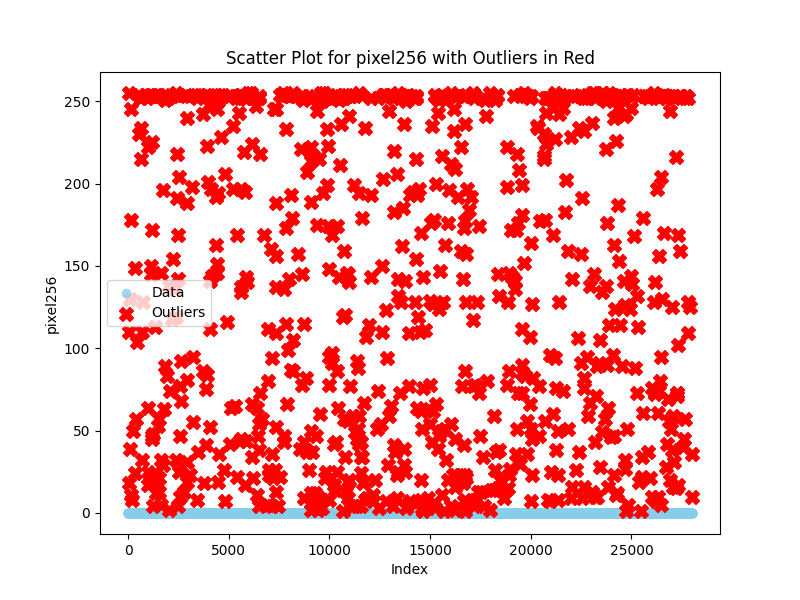 Scatter Plot for pixel256 with Outliers in Red
250
200
150
100
50
0
pixel256
Data
Outliers
0 5000 10000 15000 20000 25000
Index